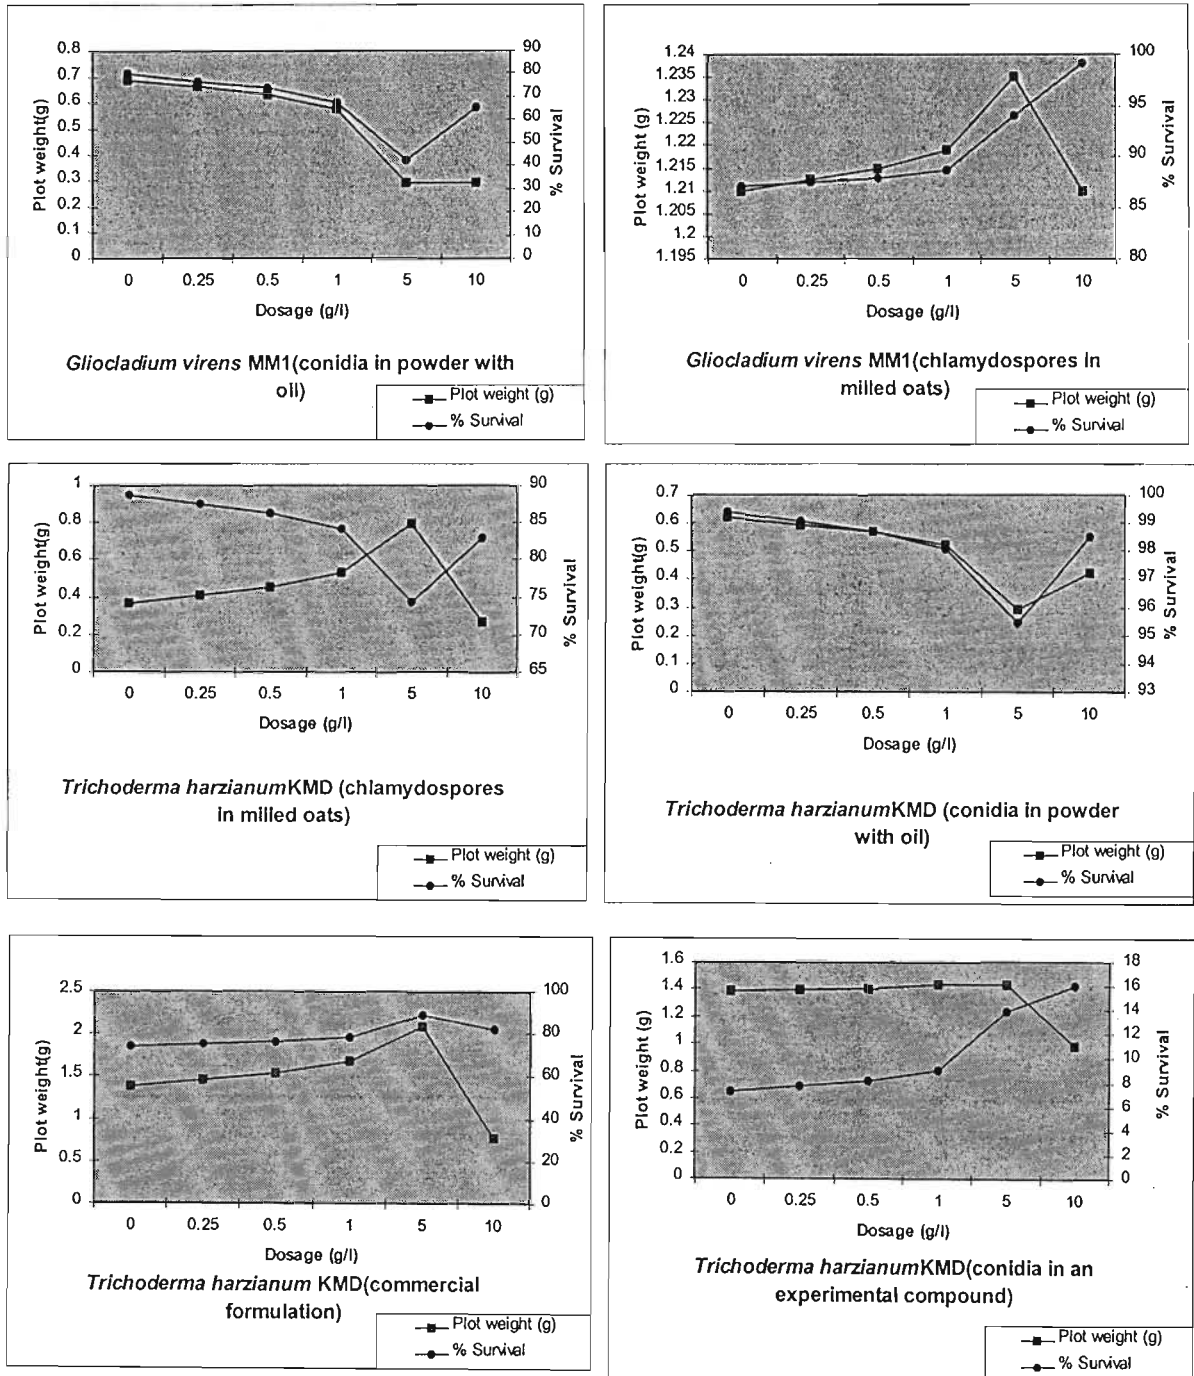 0.8
0.7
0.6
0.5
0.4
0.3
0.2
0.1
0
Plot weight(g)
90
80
70
60
50
40
30
20
10
0
% Survival
0 0.25 0.5 1 5 10
Dosage (g/l)
Gliocladium virens MM1(conidia in powder with
oil)
Plot weight (g)
% Survival
1.24
1.235
1.23
1.225
1.22
1.215
1.21
1.205
1.2
1.195
Plot weight (g)
100
95
90
85
80
% Survival
0 0.25 0.5 1 5 10
Dosage (g/l)
Gliocladium virens MM1(chlamydospores in
milled oats)
Plot weight (g)
% Survival
1
0.8
0.6
0.4
0.2
0
Plot weight(g)
90
85
80
75
70
65
% Survival
0 0.25 0.5 1 5 10
Dosage (g/l)
Trichoderma harzianumKMD (chlamydospores
in milled oats)
Plot weight (g)
% Survival
0.7
0.6
0.5
0.4
0.3
0.2
0.1
0
Plot weight(g)
100
99
98
97
96
95
94
93
% Survival
0 0.25 0.5 1 5 10
Dosage (g/l)
Trichoderma harzianumKMD (conidia in powder
with oil)
Plot weight (g)
% Survival
2.5
2
1.5
1
0.5
0
Plot weight(g)
100
80
60
40
20
0
% Survival
0 0.25 0.5 1 5 10
Dosage (g/l)
Trichoderma harzianum KMD(commercial
formulation)
Plot weight (g)
% Survival
1.6
1.4
1.2
1
0.8
0.6
0.4
0.2
0
Plot weight (g)
18
16
14
12
10
8
6
4
2
0
% Survival
0 0.25 0.5 1 5 10
Dosage (g/l)
Trichoderma harzianumKMD(conidia in an
experimental compound)
Plot weight (g)
% Survival